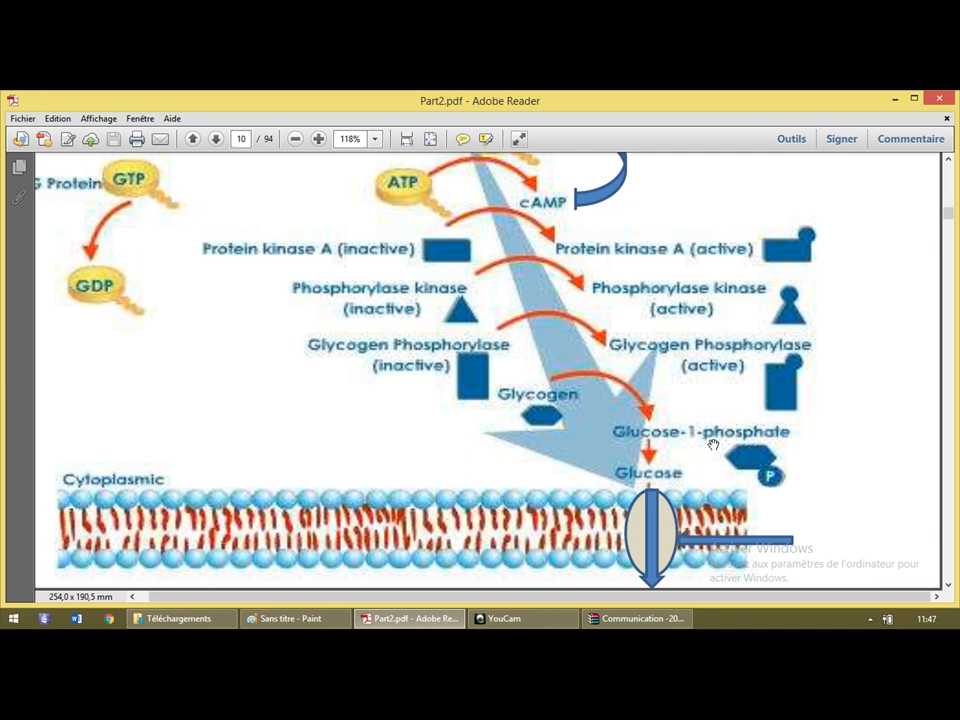 Part2.pdf - Adobe Reader
Fichier Edition Affichage Fenêtre Aide
10 / 94 118% Outils Signer Commentaire
G Protein GTP
ATP
cAMP
GDP
Protein kinase A (inactive)
Protein kinase A (active)
Phosphorylase kinase
(inactive)
Phosphorylase kinase
(active)
Glycogen Phosphorylase
(inactive)
Glycogen Phosphorylase
(active)
Glycogen
Glucose-1-phosphate
P
Glucose
Cytoplasmic
Windows
aux paramètres de l'ordinateur pour
activer Windows.
254,0 x 190,5 mm
Téléchargements Sans titre - Paint Part2.pdf - Adobe Re... YouCam Communication -20... 11:47